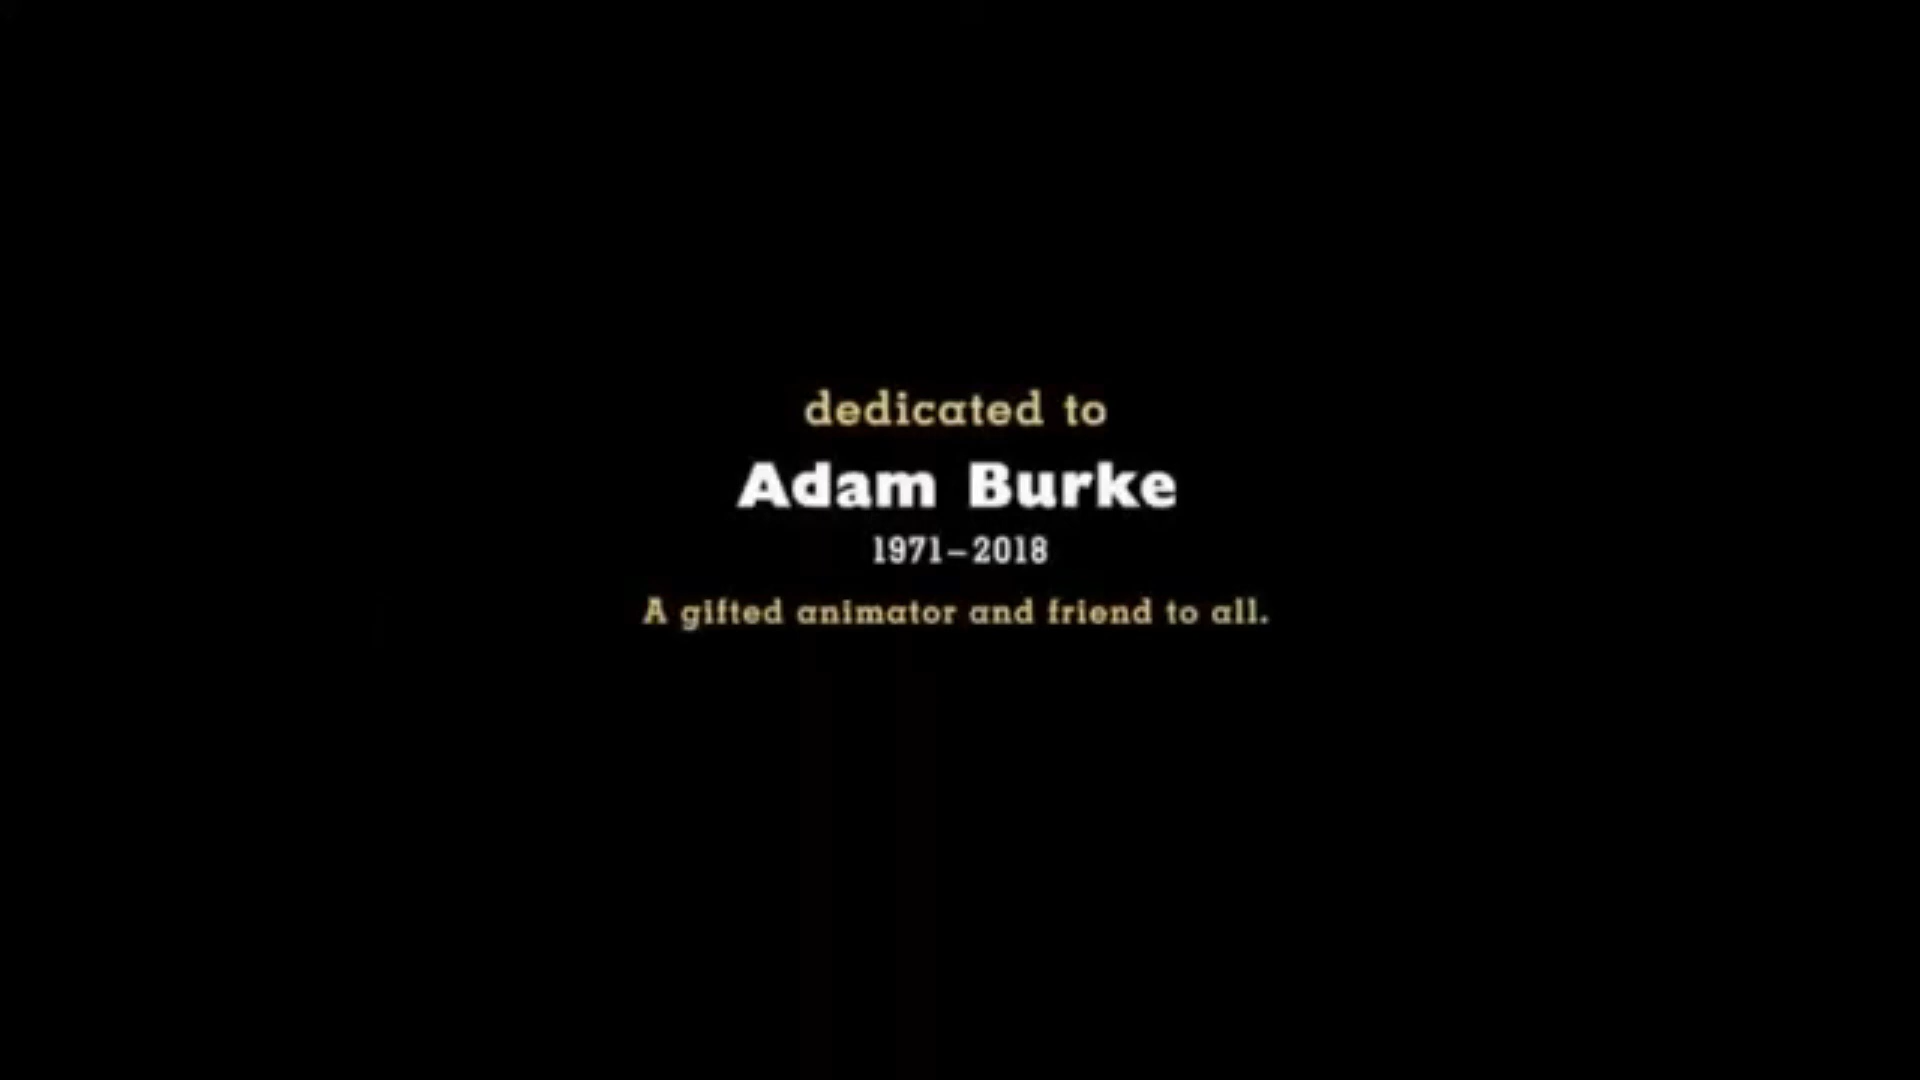 dedicated to
Adam Burke
1971–2018
A gifted animator and friend to all.